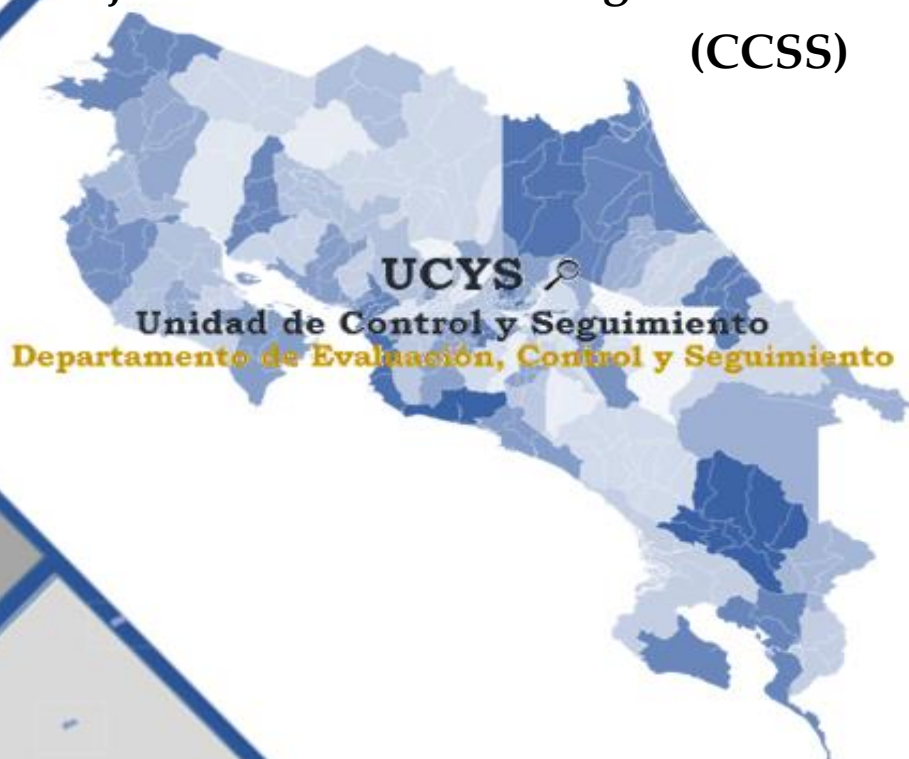 (CCSS)
UCYS
Unidad de Control y Seguimiento
Departamento de Evaluación, Control y Seguimiento